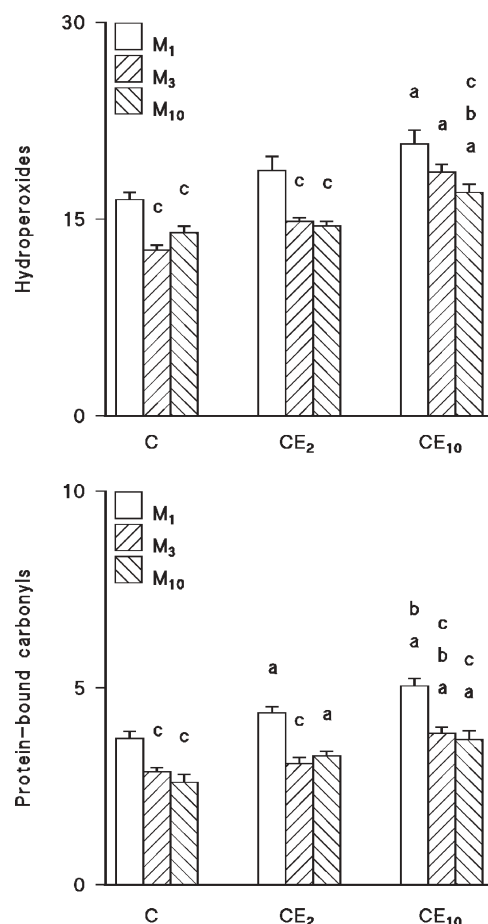 30
M₁
M₃
M₁₀
c
b
a
a
a
c
c
c
c
15
Hydroperoxides
0
C
CE₂
CE₁₀
10
M₁
M₃
M₁₀
b
c
a
b
c
a
c
a
a
a
c
c
5
Protein-bound carbonyls
0
C
CE₂
CE₁₀